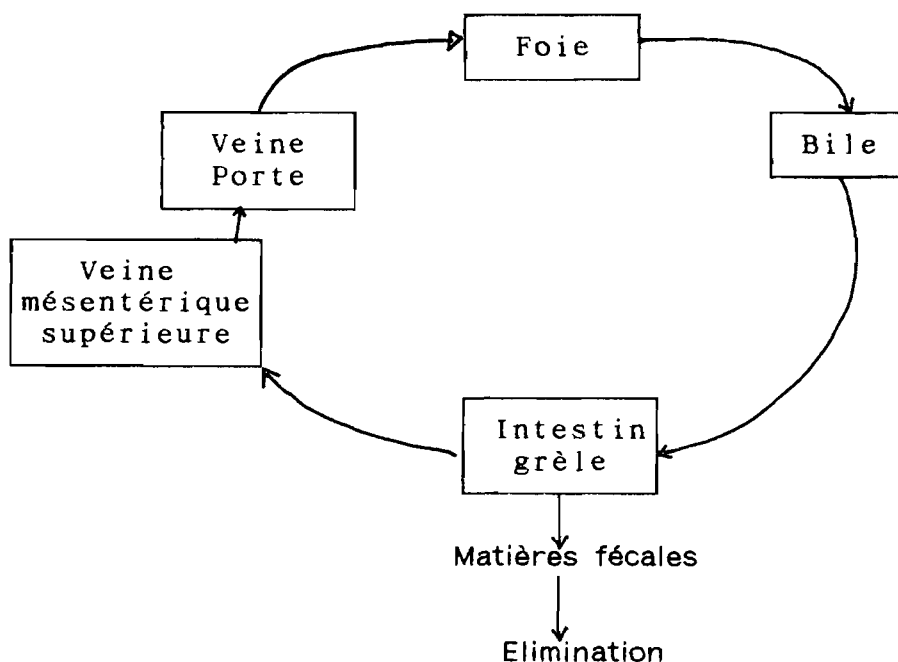 Foie
Veine
Porte
Bile
Veine
mésentérique
supérieure
Intestin
grèle
Matières fécales
Elimination